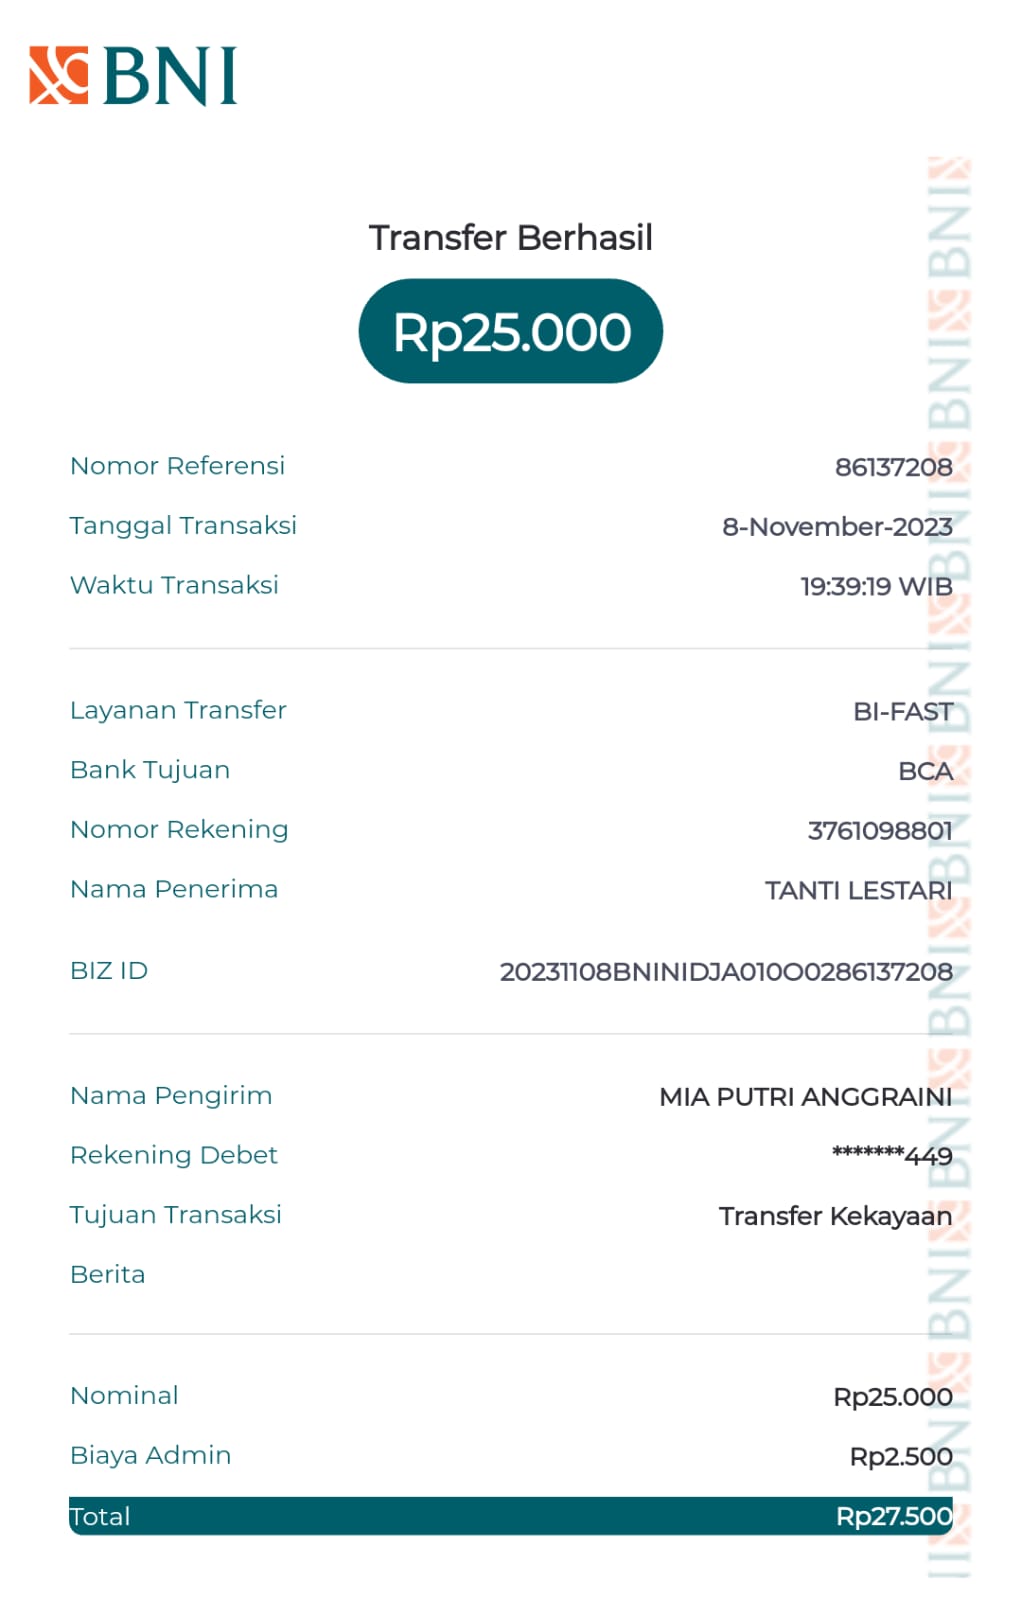 BNI
Transfer Berhasil
Rp25.000
Nomor Referensi 86137208
Tanggal Transaksi 8-November-2023
Waktu Transaksi 19:39:19 WIB
Layanan Transfer BI-FAST
Bank Tujuan BCA
Nomor Rekening 3761098801
Nama Penerima TANTI LESTARI
BIZ ID 20231108BNINIDJA010O0286137208
Nama Pengirim MIA PUTRI ANGGRAINI
Rekening Debet *******449
Tujuan Transaksi Transfer Kekayaan
Berita
Nominal Rp25.000
Biaya Admin Rp2.500
Total Rp27.500
BNI BNI BNI BNI BNI BNI BNI BNI BNI